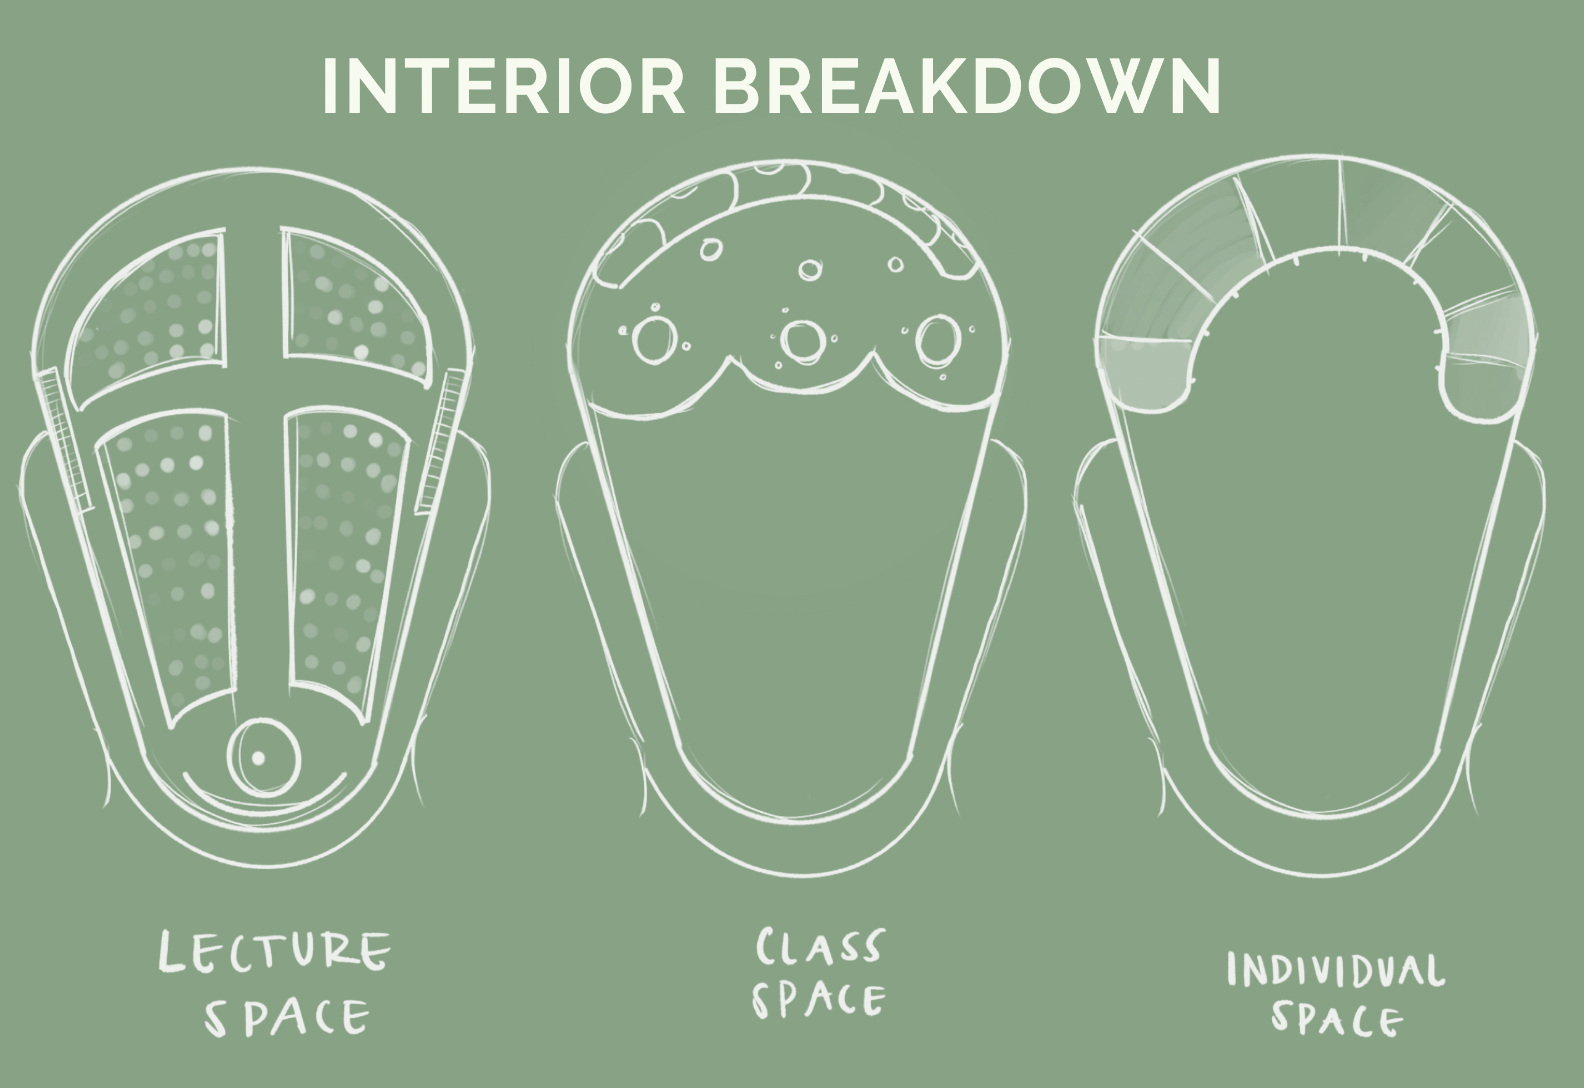 INTERIOR BREAKDOWN
LECTURE
SPACE
CLASS
SPACE
INDIVIDUAL
SPACE